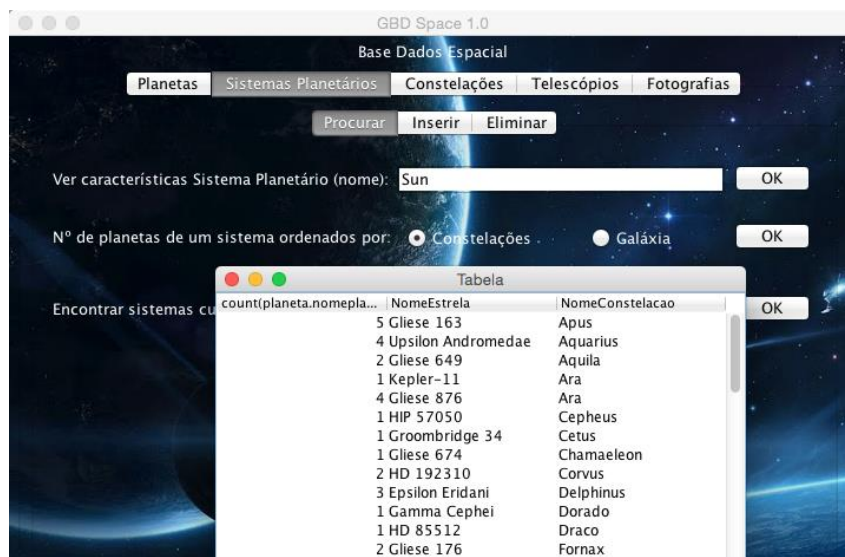 GBD Space 1.0
Base Dados Espacial
Planetas Sistemas Planetários Constelações Telescópios Fotografias
Procurar Inserir Eliminar
Ver características Sistema Planetário (nome): Sun OK
Nº de planetas de um sistema ordenados por: Constelações Galáxia OK
Tabela
Encontrar sistemas cu OK
count(planeta.nomepla... NomeEstrela NomeConstelacao
5 Gliese 163 Apus
4 Upsilon Andromedae Aquarius
2 Gliese 649 Aquila
1 Kepler-11 Ara
4 Gliese 876 Ara
1 HIP 57050 Cepheus
1 Groombridge 34 Cetus
1 Gliese 674 Chamaeleon
2 HD 192310 Corvus
3 Epsilon Eridani Delphinus
1 Gamma Cephei Dorado
1 HD 85512 Draco
2 Gliese 176 Fornax